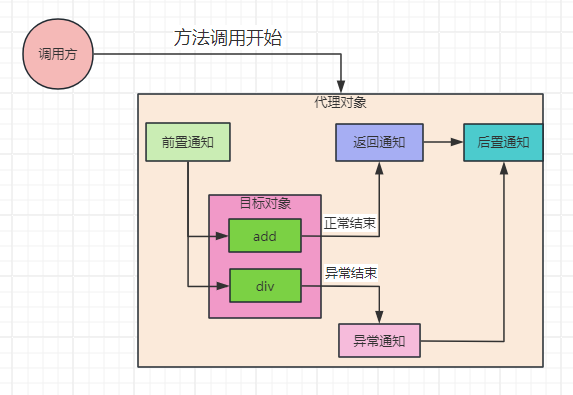 方法调用开始
调用方
代理对象
前置通知
返回通知
后置通知
目标对象
add
正常结束
div
异常结束
异常通知